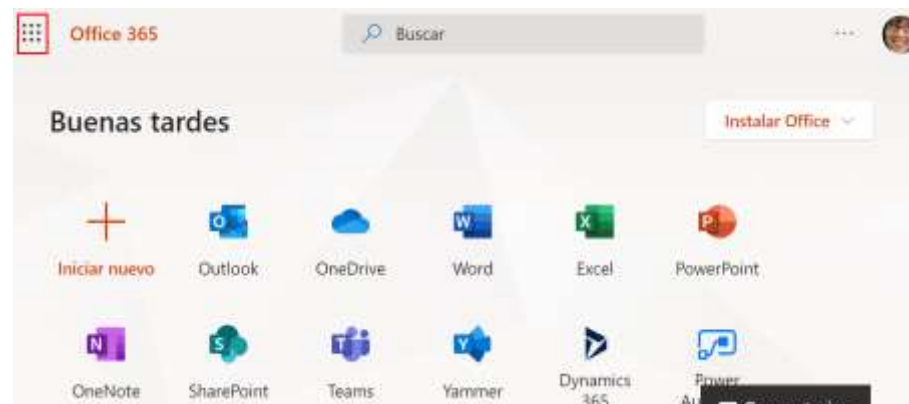 Office 365
Buscar
Buenas tardes
Instalar Office
Iniciar nuevo
Outlook
OneDrive
Word
Excel
PowerPoint
OneNote
SharePoint
Teams
Yammer
Dynamics
365
Power